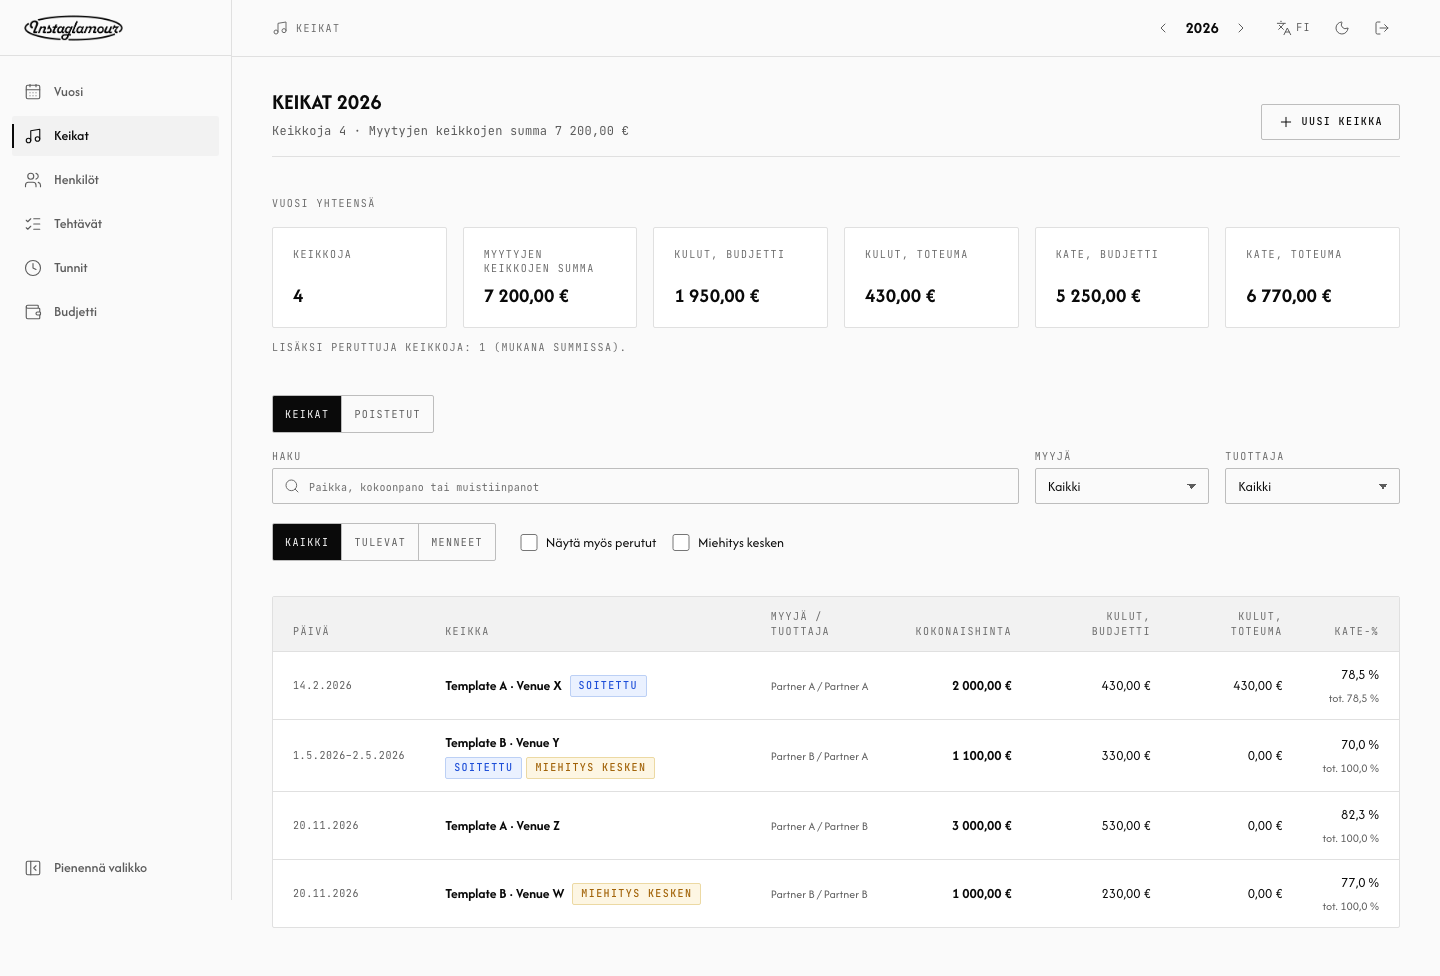 Instaglamour
KEIKAT
2026
FI
Vuosi
Keikat
Henkilöt
Tehtävät
Tunnit
Budjetti
Pienennä valikko
KEIKAT 2026
Keikkoja 4 · Myytyjen keikkojen summa 7 200,00 €
UUSI KEIKKA
VUOSI YHTEENSÄ
KEIKKOJA
4
MYYTYJEN
KEIKKOJEN SUMMA
7 200,00 €
KULUT, BUDJETTI
1 950,00 €
KULUT, TOTEUMA
430,00 €
KATE, BUDJETTI
5 250,00 €
KATE, TOTEUMA
6 770,00 €
LISÄKSI PERUTTUJA KEIKKOJA: 1 (MUKANA SUMMISSA).
KEIKAT POISTETUT
HAKU
Paikka, kokoonpano tai muistiinpanot
MYYJÄ
Kaikki
TUOTTAJA
Kaikki
KAIKKI TULEVAT MENNEET Näytä myös perutut Miehitys kesken
PÄIVÄ
KEIKKA
MYYJÄ /
TUOTTAJA
KOKONAISHINTA
KULUT,
BUDJETTI
KULUT,
TOTEUMA
KATE-%
14.2.2026
Template A · Venue X SOITETTU
Partner A / Partner A
2 000,00 €
430,00 €
430,00 €
78,5 %
tot. 78,5 %
1.5.2026–2.5.2026
Template B · Venue Y
SOITETTU MIEHITYS KESKEN
Partner B / Partner A
1 100,00 €
330,00 €
0,00 €
70,0 %
tot. 100,0 %
20.11.2026
Template A · Venue Z
Partner A / Partner B
3 000,00 €
530,00 €
0,00 €
82,3 %
tot. 100,0 %
20.11.2026
Template B · Venue W MIEHITYS KESKEN
Partner B / Partner B
1 000,00 €
230,00 €
0,00 €
77,0 %
tot. 100,0 %